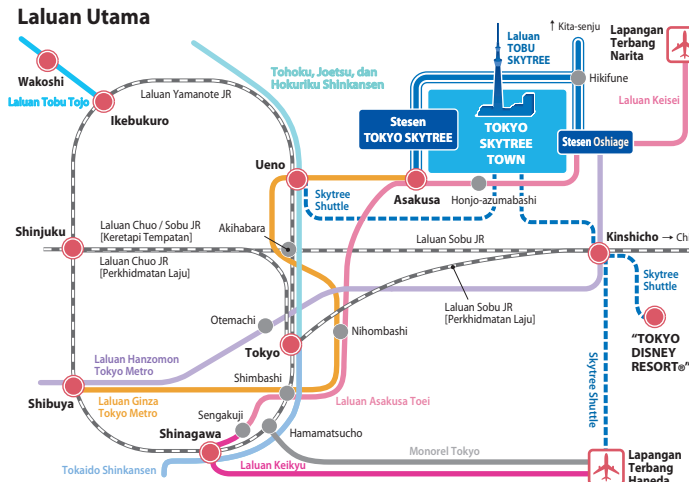 Laluan Utama
↑ Kita-senju
Lapangan
Terbang
Narita
Laluan
TOBU
SKYTREE
Wakoshi
Laluan Tobu Tojo
Ikebukuro
Laluan Yamanote JR
Tohoku, Joetsu, dan
Hokuriku Shinkansen
Hikifune
Laluan Keisei
Stesen
TOKYO SKYTREE
TOKYO
SKYTREE
TOWN
Stesen Oshiage
Ueno
Skytree
Shuttle
Asakusa
Honjo-azumabashi
Shinjuku
Laluan Chuo / Sobu JR
[Keretapi Tempatan]
Laluan Chuo JR
[Perkhidmatan Laju]
Akihabara
Laluan Sobu JR
Kinshicho → Chi
Skytree
Shuttle
Laluan Sobu JR
[Perkhidmatan Laju]
Otemachi
Nihombashi
Tokyo
"TOKYO
DISNEY
RESORT®"
Laluan Hanzomon
Tokyo Metro
Shimbashi
Skytree Shuttle
Shibuya
Laluan Ginza
Tokyo Metro
Laluan Asakusa Toei
Sengakuji
Shinagawa
Hamamatsucho
Monorel Tokyo
Tokaido Shinkansen
Laluan Keikyu
Lapangan
Terbang
Haneda